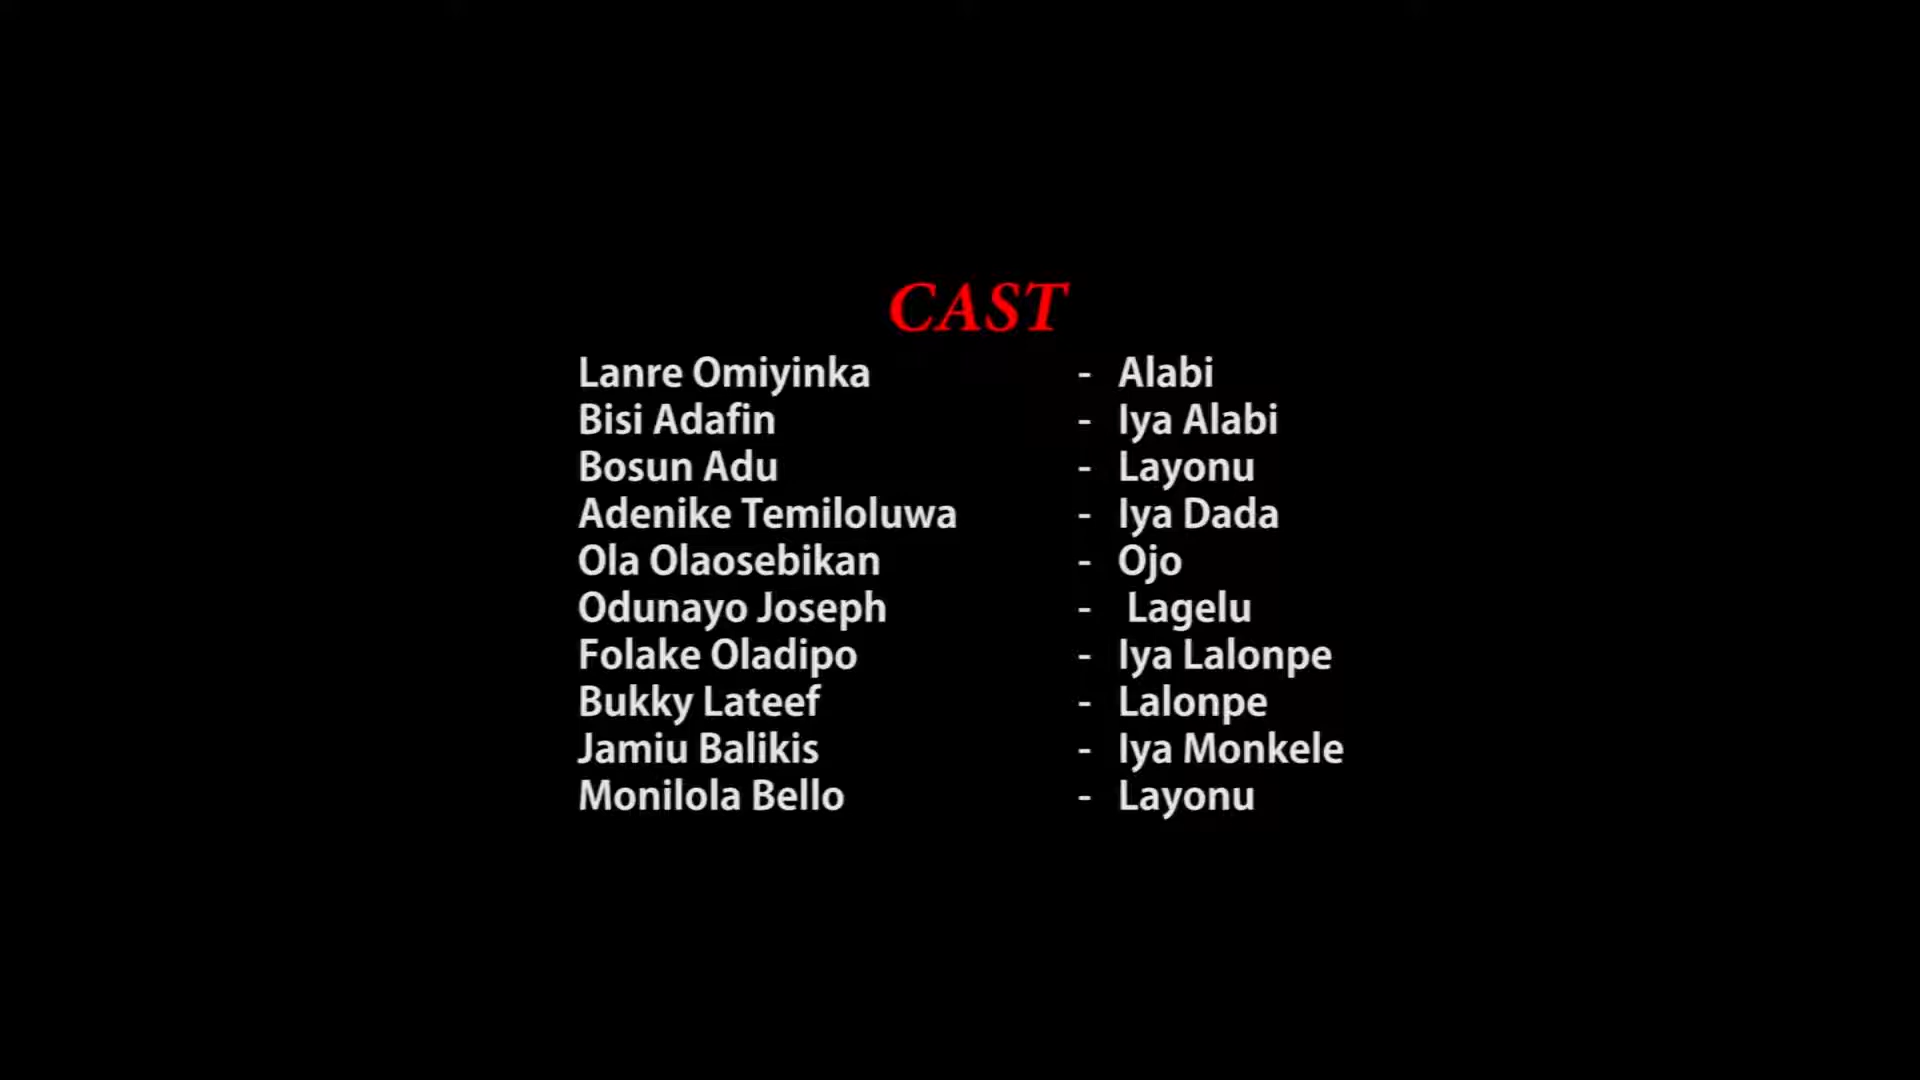 CAST
Lanre Omiyinka - Alabi
Bisi Adafin - Iya Alabi
Bosun Adu - Layonu
Adenike Temiloluwa - Iya Dada
Ola Olaosebikan - Ojo
Odunayo Joseph - Lagelu
Folake Oladipo - Iya Lalonpe
Bukky Lateef - Lalonpe
Jamiu Balikis - Iya Monkele
Monilola Bello - Layonu